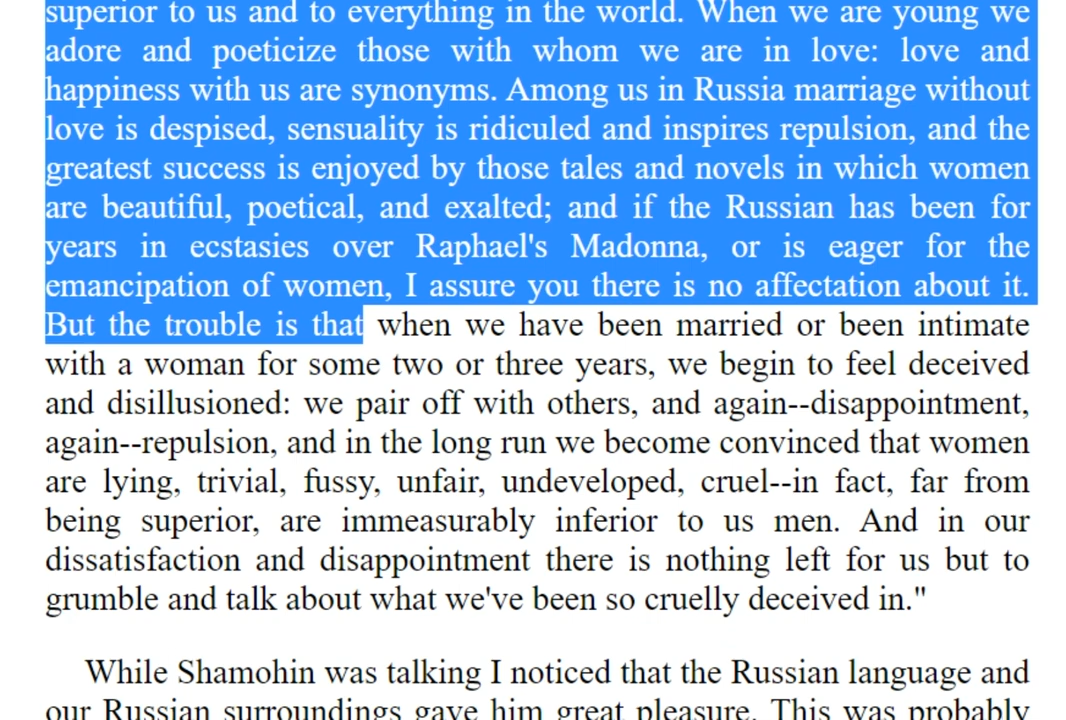 superior to us and to everything in the world. When we are young we
adore and poeticize those with whom we are in love: love and
happiness with us are synonyms. Among us in Russia marriage without
love is despised, sensuality is ridiculed and inspires repulsion, and the
greatest success is enjoyed by those tales and novels in which women
are beautiful, poetical, and exalted; and if the Russian has been for
years in ecstasies over Raphael's Madonna, or is eager for the
emancipation of women, I assure you there is no affectation about it.
But the trouble is that when we have been married or been intimate
with a woman for some two or three years, we begin to feel deceived
and disillusioned: we pair off with others, and again--disappointment,
again--repulsion, and in the long run we become convinced that women
are lying, trivial, fussy, unfair, undeveloped, cruel--in fact, far from
being superior, are immeasurably inferior to us men. And in our
dissatisfaction and disappointment there is nothing left for us but to
grumble and talk about what we've been so cruelly deceived in."
While Shamohin was talking I noticed that the Russian language and
our Russian surroundings gave him great pleasure. This was probably